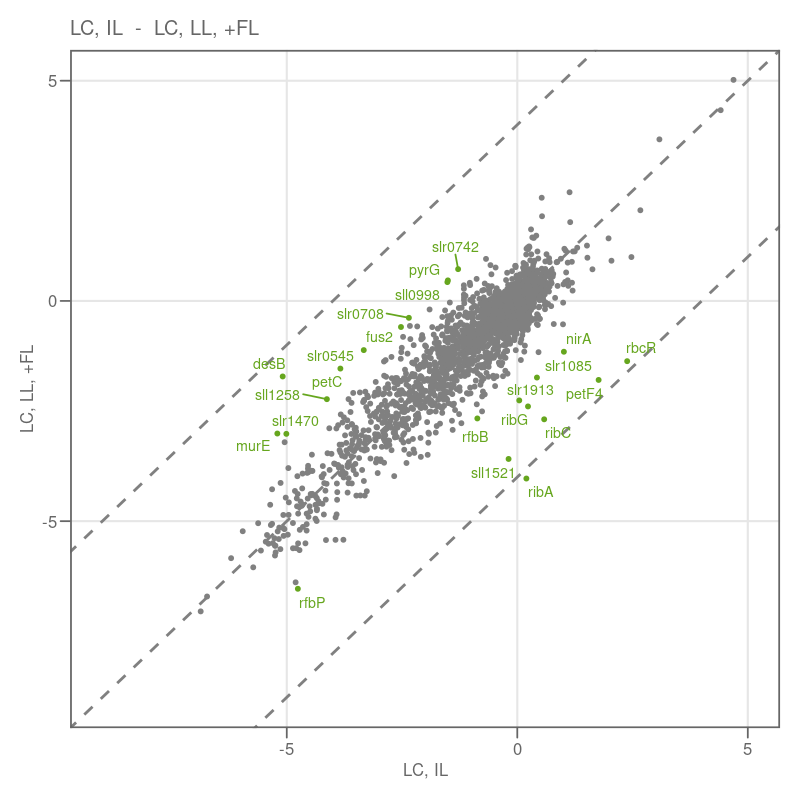 LC, IL - LC, LL, +FL
5
slr0742
pyrG
sll0998
0
slr0708
fus2
nirA
rbcR
slr0545
desB
slr1085
petC
slr1913
petF4
sll1258
slr1470
ribG
rfbB
ribC
murE
sll1521
ribA
-5
rfbP
LC, LL, +FL
-5
0
5
LC, IL